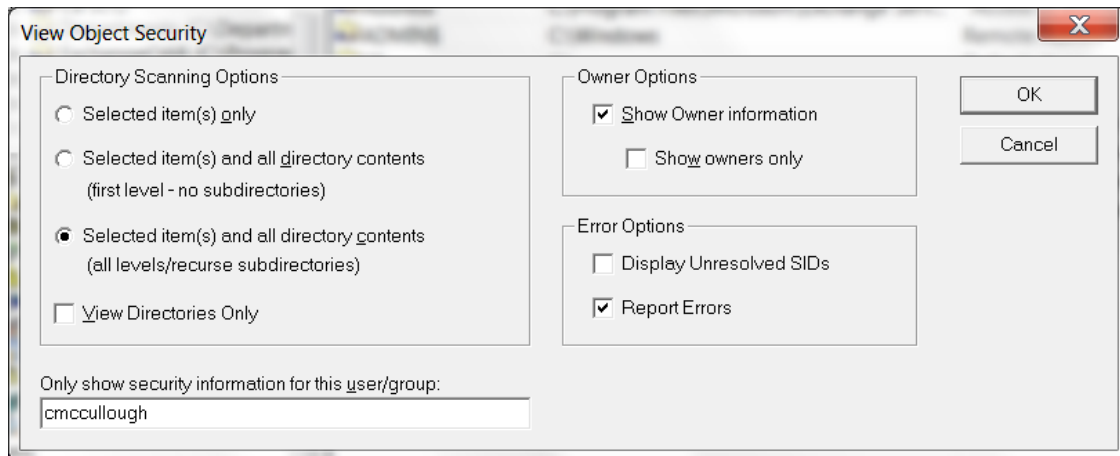 View Object Security
Directory Scanning Options
Selected item(s) only
Selected item(s) and all directory contents
(first level - no subdirectories)
Selected item(s) and all directory contents
(all levels/recurse subdirectories)
View Directories Only
Only show security information for this user/group:
cmccullough
Owner Options
Show Owner information
Show owners only
Error Options
Display Unresolved SIDs
Report Errors
OK
Cancel